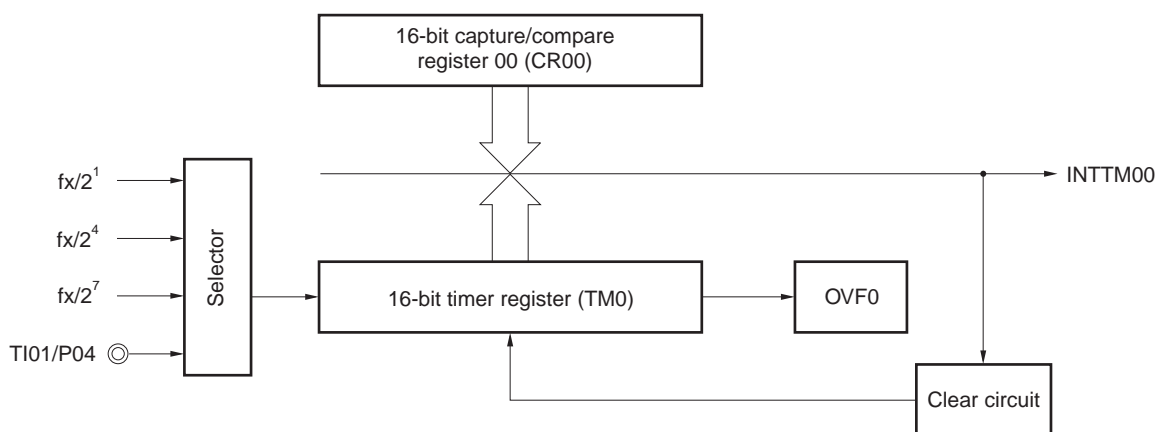 16-bit capture/compare
register 00 (CR00)
fx/2¹
INTTM00
fx/2⁴
Selector
fx/2⁷
16-bit timer register (TM0)
OVF0
TI01/P04
Clear circuit